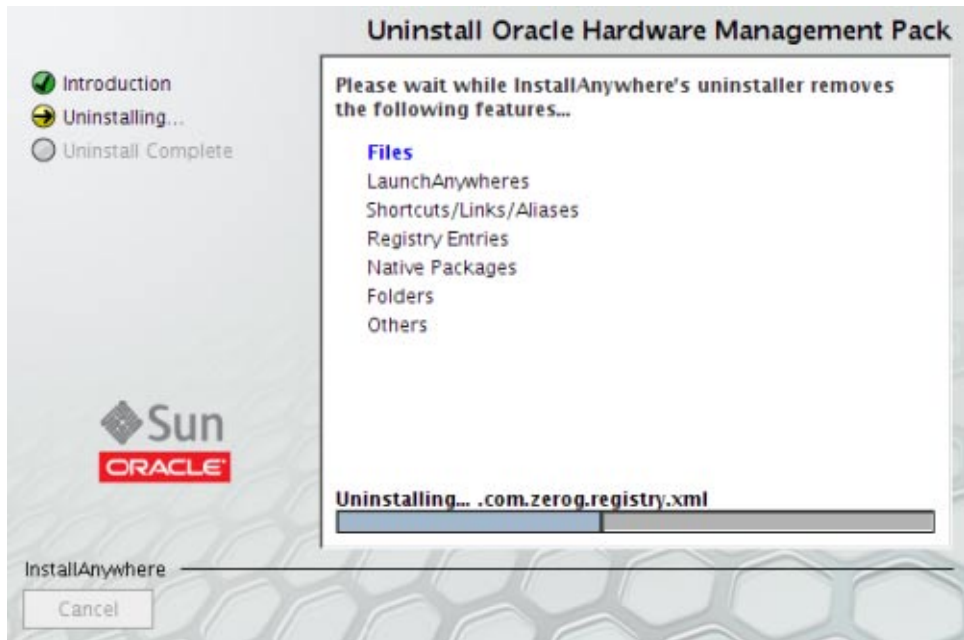 Uninstall Oracle Hardware Management Pack
Introduction
Uninstalling...
Uninstall Complete
Please wait while InstallAnywhere's uninstaller removes
the following features...
Files
LaunchAnywheres
Shortcuts/Links/Aliases
Registry Entries
Native Packages
Folders
Others
Sun
ORACLE
Uninstalling... .com.zerog.registry.xml
InstallAnywhere
Cancel